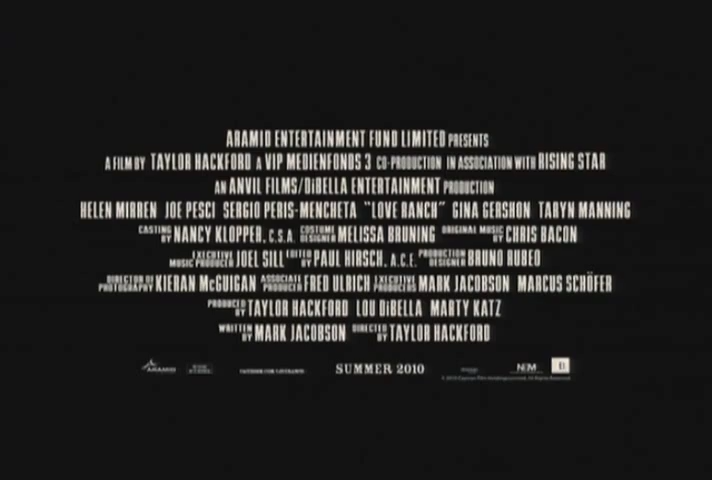 ARAMID ENTERTAINMENT FUND LIMITED PRESENTS
A FILM BY TAYLOR HACKFORD A VIP MEDIENFONDS 3 CO-PRODUCTION IN ASSOCIATION WITH RISING STAR
AN ANVIL FILMS/DiBELLA ENTERTAINMENT PRODUCTION
HELEN MIRREN JOE PESCI SERGIO PERIS-MENCHETA "LOVE RANCH" GINA GERSHON TARYN MANNING
CASTING BY NANCY KLOPPER, C.S.A. COSTUME DESIGNER MELISSA BRUNING ORIGINAL MUSIC BY CHRIS BACON
EXECUTIVE MUSIC PRODUCER JOEL SILL EDITED BY PAUL HIRSCH, A.C.E. PRODUCTION DESIGNER BRUNO RUBEO
DIRECTOR OF PHOTOGRAPHY KIERAN McGUIGAN ASSOCIATE PRODUCER FRED ULRICH EXECUTIVE PRODUCERS MARK JACOBSON MARCUS SCHÖFER
PRODUCED BY TAYLOR HACKFORD LOU DiBELLA MARTY KATZ
WRITTEN BY MARK JACOBSON DIRECTED BY TAYLOR HACKFORD
ARAMID SUMMER 2010